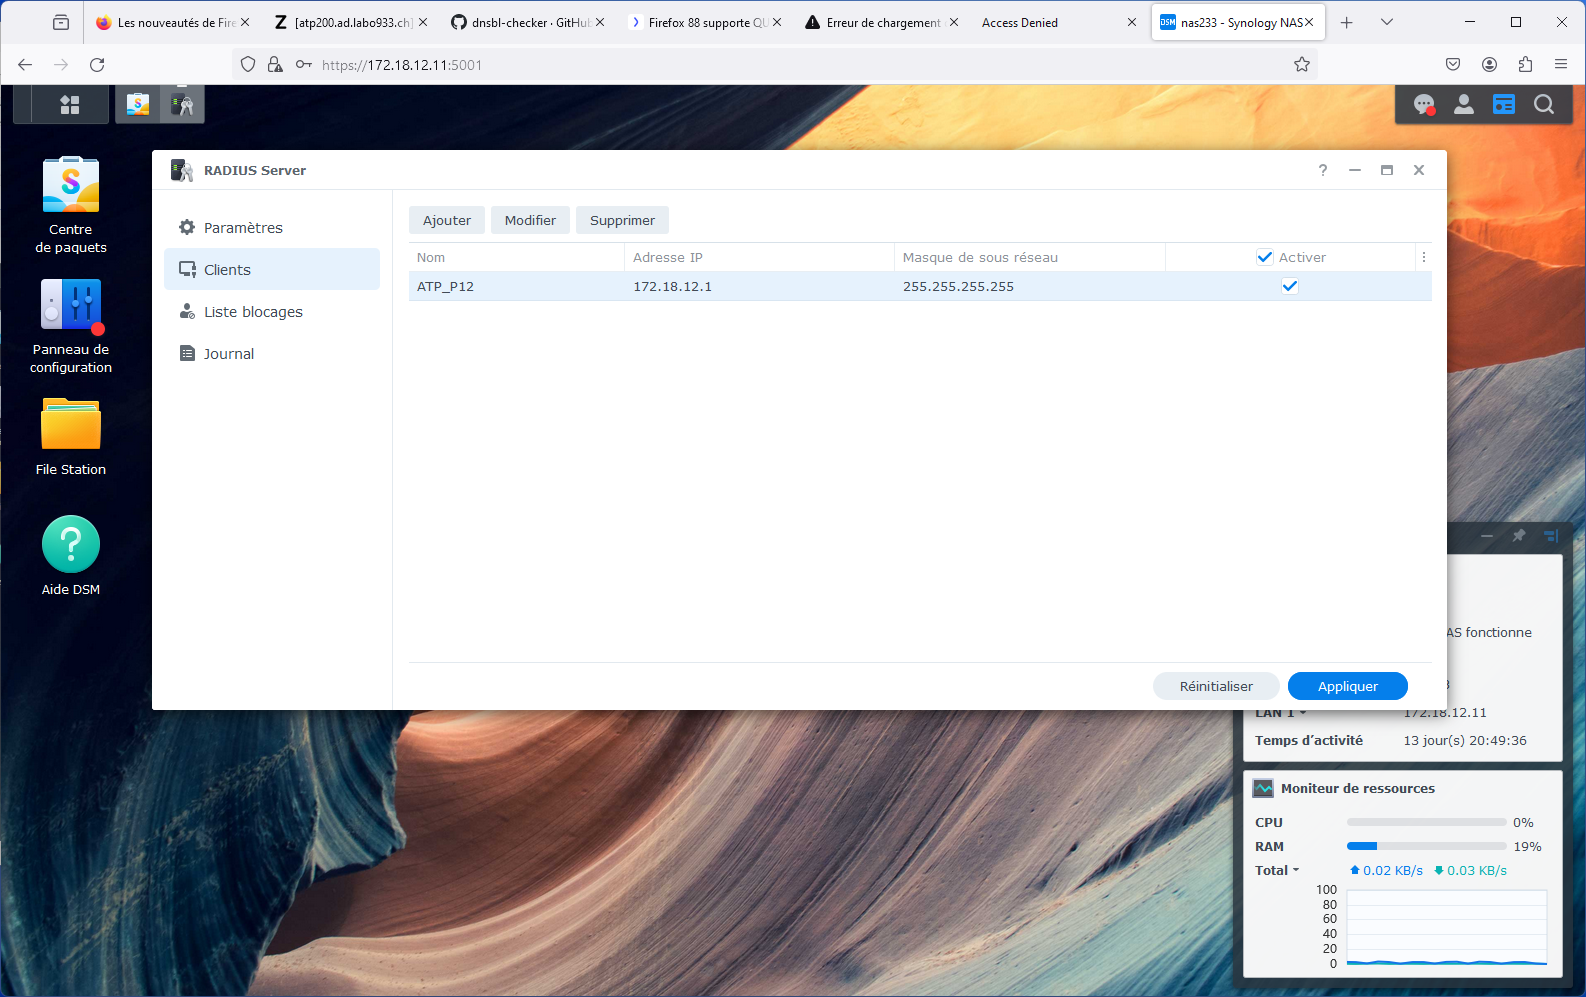 Les nouveautés de Fire
[atp200.ad.labo933.ch]
dnsbl-checker · GitHub
Firefox 88 supporte QU
Erreur de chargement
Access Denied
DSM
nas233 - Synology NAS
https://172.18.12.11:5001
RADIUS Server
Centre
de paquets
Panneau de
configuration
File Station
Aide DSM
Paramètres
Clients
Liste blocages
Journal
Ajouter
Modifier
Supprimer
Nom
Adresse IP
Masque de sous réseau
Activer
ATP_P12
172.18.12.1
255.255.255.255
Réinitialiser
Appliquer
AS fonctionne
LAN 1
172.18.12.11
Temps d’activité
13 jour(s) 20:49:36
Moniteur de ressources
CPU
0%
RAM
19%
Total
0.02 KB/s
0.03 KB/s
100
80
60
40
20
0